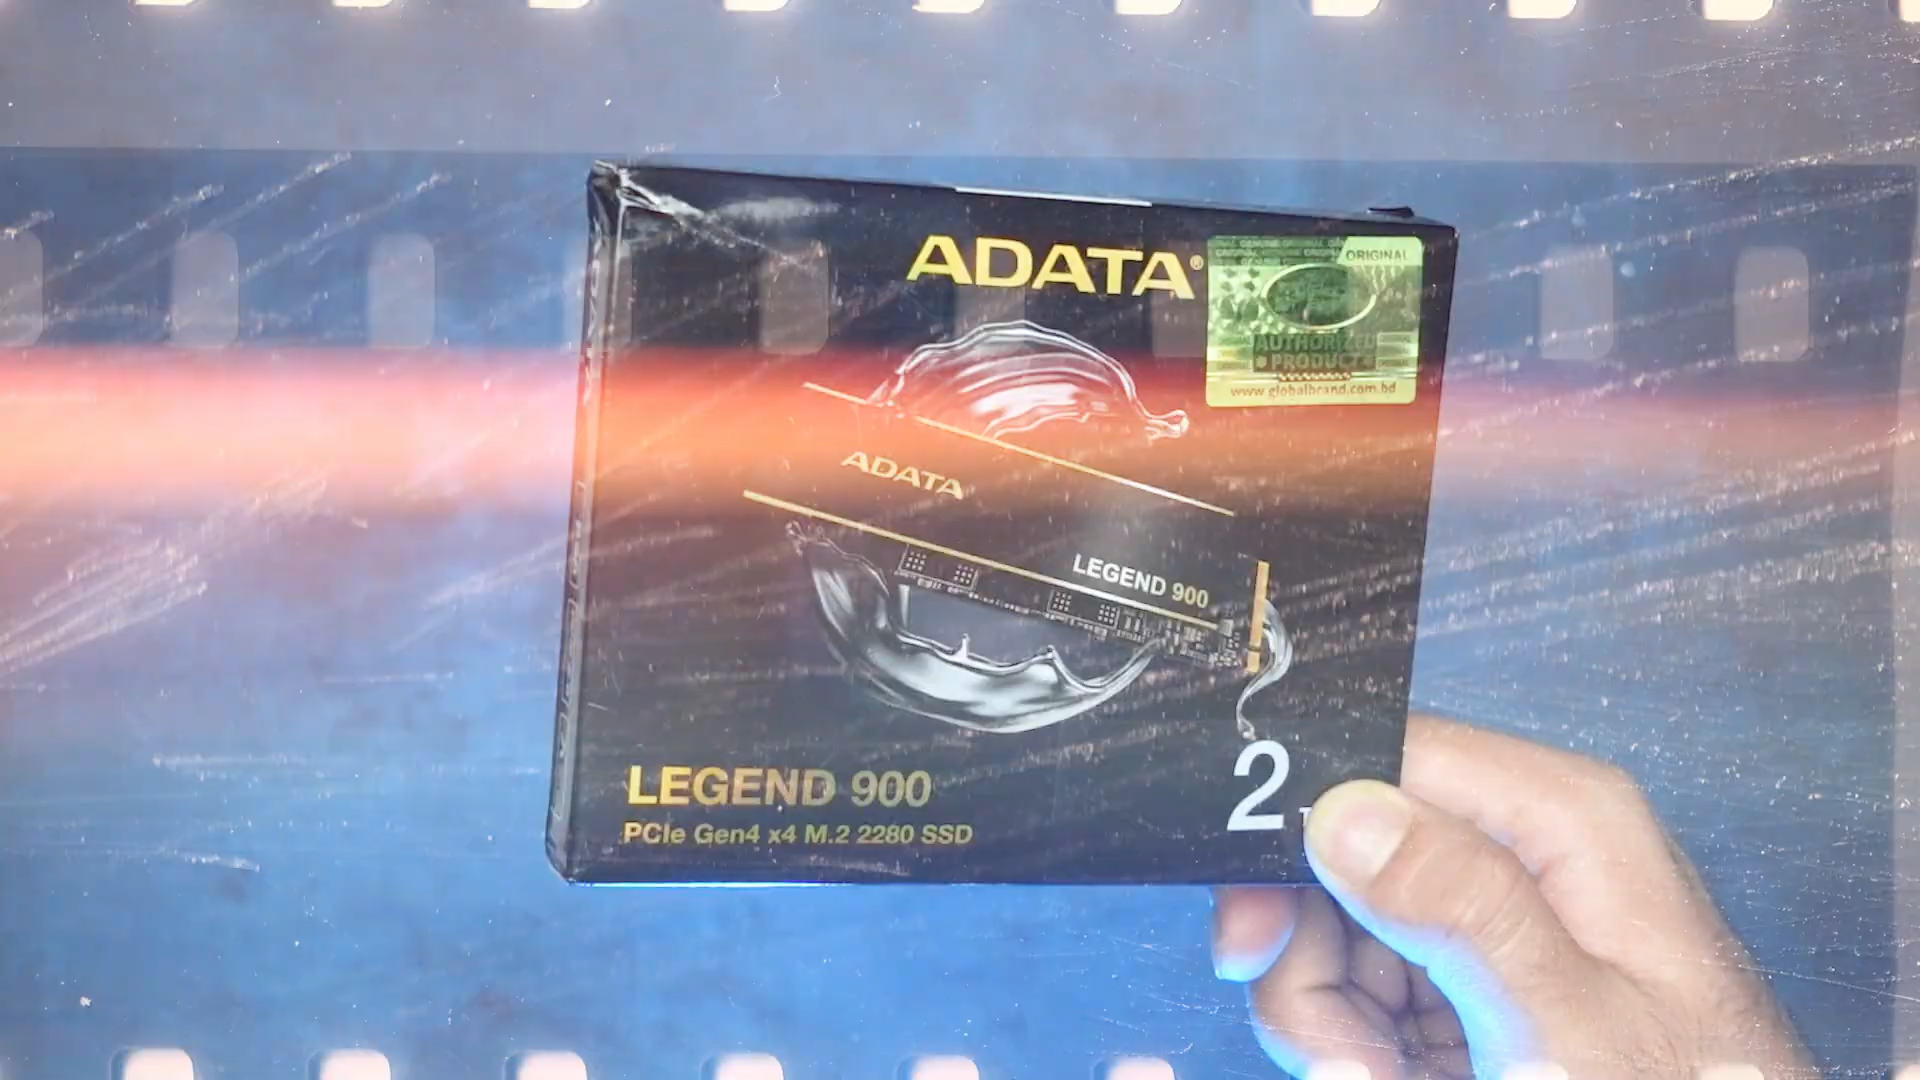 ADATA®
ORIGINAL
AUTHORIZED
PRODUCT
www.globalbrand.com.bd
ADATA
LEGEND 900
2
LEGEND 900
PCIe Gen4 x4 M.2 2280 SSD